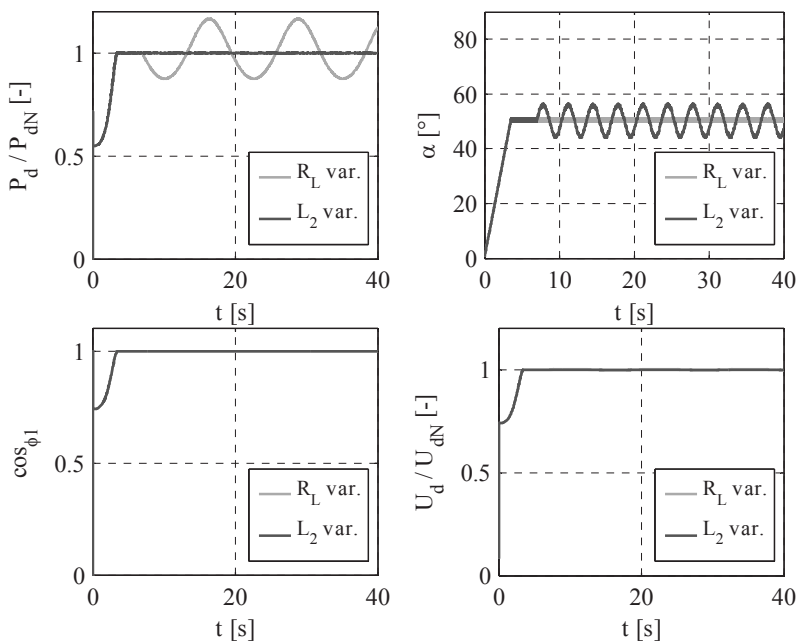 P_d / P_dN [-]
1
0.5
0
R_L var.
L_2 var.
0 20 40
t [s]
α [°]
80
60
40
20
0
R_L var.
L_2 var.
0 10 20 30 40
t [s]
cos_ϕ1
1
0.5
0
R_L var.
L_2 var.
0 20 40
t [s]
U_d / U_dN [-]
1
0.5
0
R_L var.
L_2 var.
0 20 40
t [s]